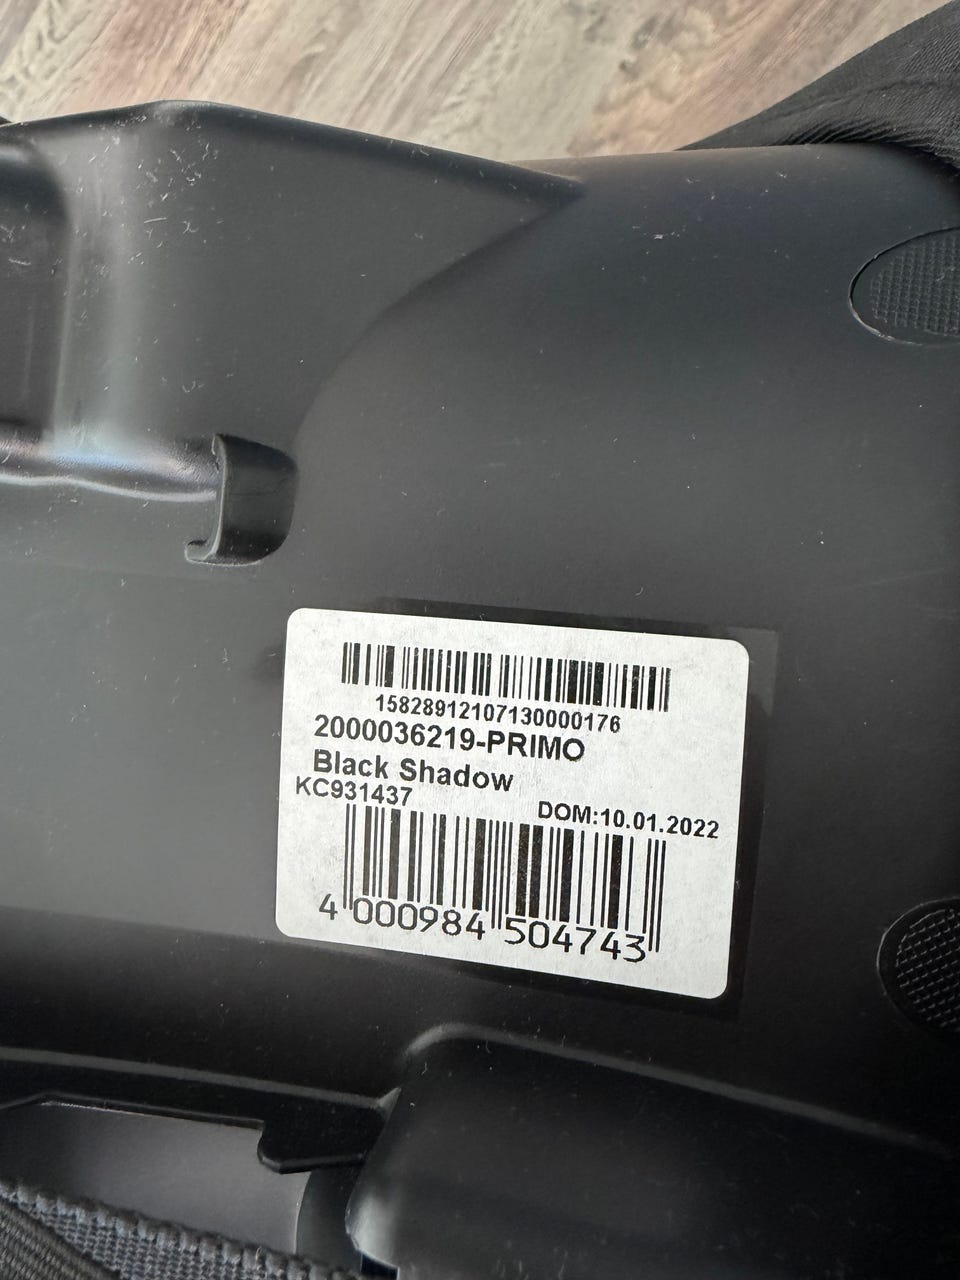 15828912107130000176
2000036219-PRIMO
Black Shadow
KC931437
DOM:10.01.2022
4 000984 504743